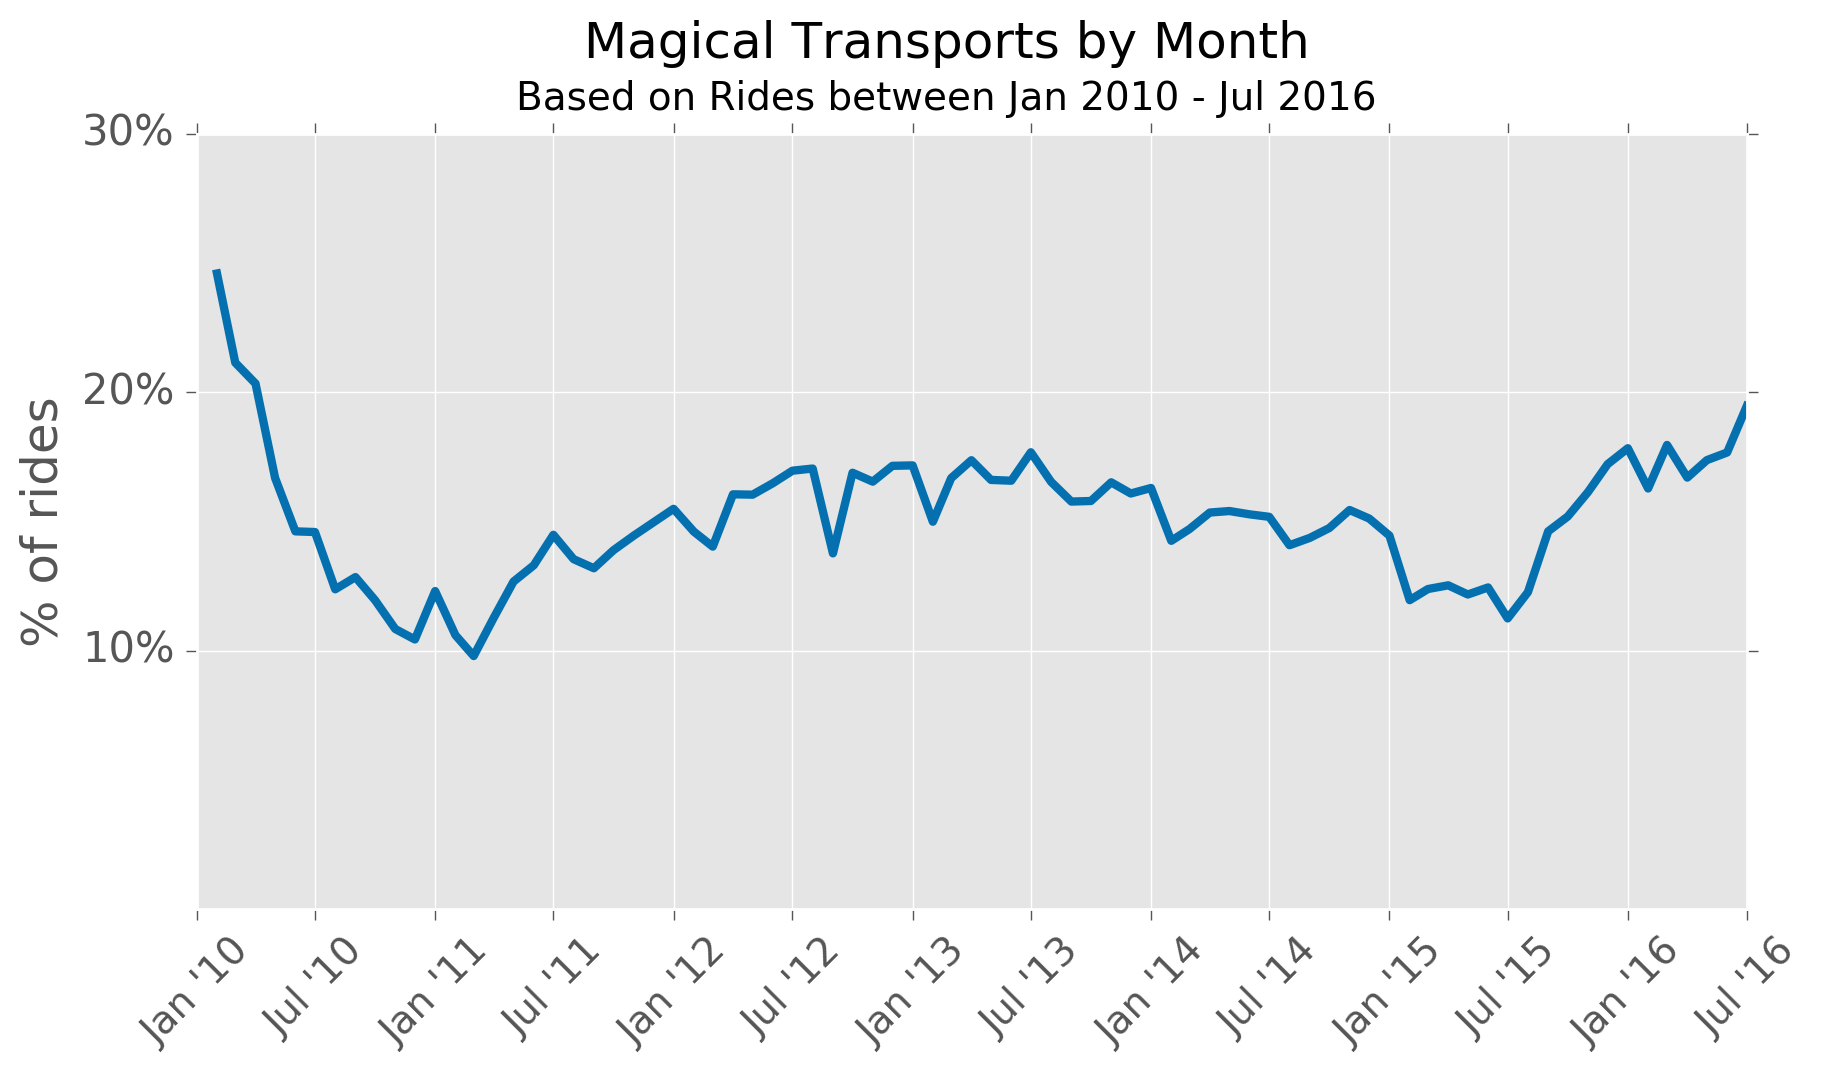 Magical Transports by Month
Based on Rides between Jan 2010 - Jul 2016
30%
20%
10%
% of rides
Jan '10
Jul '10
Jan '11
Jul '11
Jan '12
Jul '12
Jan '13
Jul '13
Jan '14
Jul '14
Jan '15
Jul '15
Jan '16
Jul '16